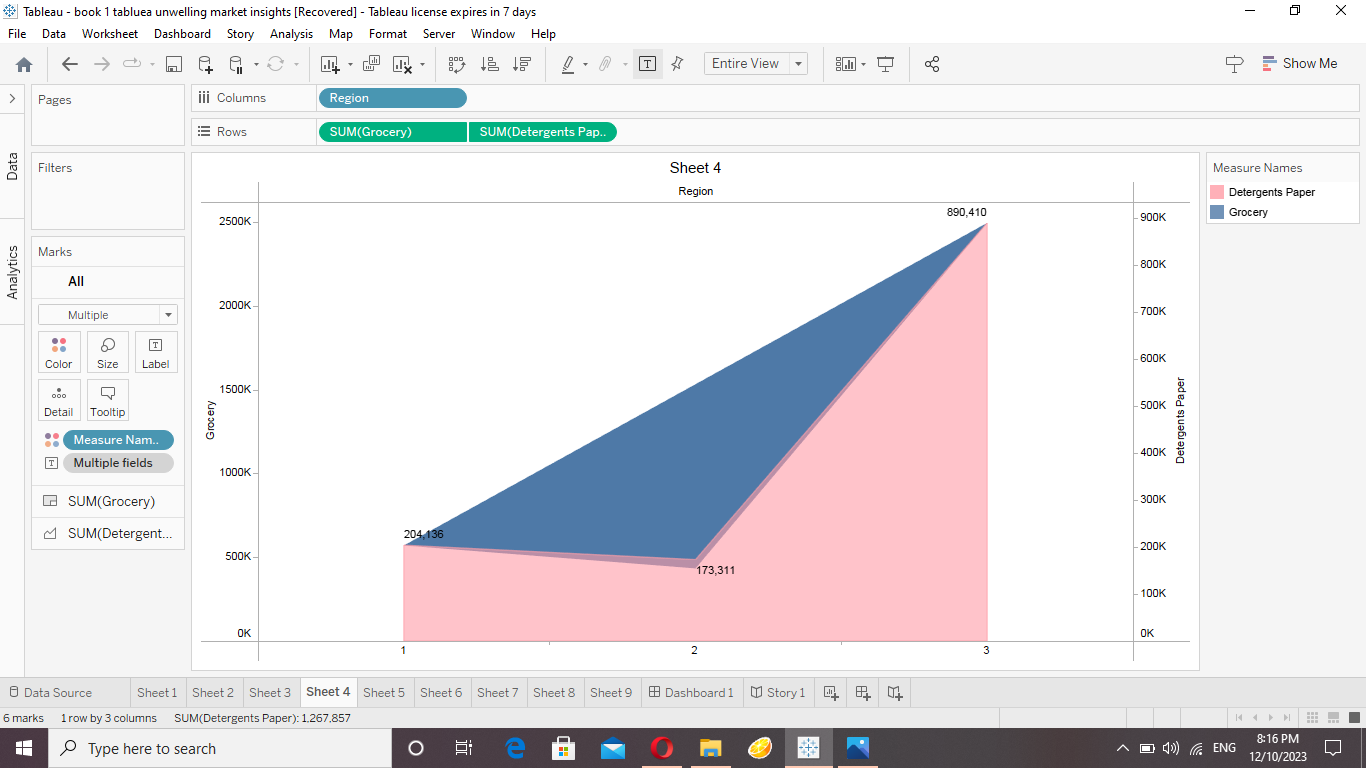 Tableau - book 1 tabluea unwelling market insights [Recovered] - Tableau license expires in 7 days
File Data Worksheet Dashboard Story Analysis Map Format Server Window Help
Entire View
Show Me
Pages
Columns
Region
Rows
SUM(Grocery)
SUM(Detergents Pap..
Data
Analytics
Filters
Marks
All
Multiple
Color Size Label
Detail Tooltip
Measure Nam..
Multiple fields
SUM(Grocery)
SUM(Detergent...
Sheet 4
Region
Grocery
2500K
2000K
1500K
1000K
500K
0K
890,410
204,136
173,311
1 2 3
900K
800K
700K
600K
500K
400K
300K
200K
100K
0K
Detergents Paper
Measure Names
Detergents Paper
Grocery
Data Source Sheet 1 Sheet 2 Sheet 3 Sheet 4 Sheet 5 Sheet 6 Sheet 7 Sheet 8 Sheet 9 Dashboard 1 Story 1
6 marks 1 row by 3 columns SUM(Detergents Paper): 1,267,857
Type here to search
ENG
8:16 PM
12/10/2023